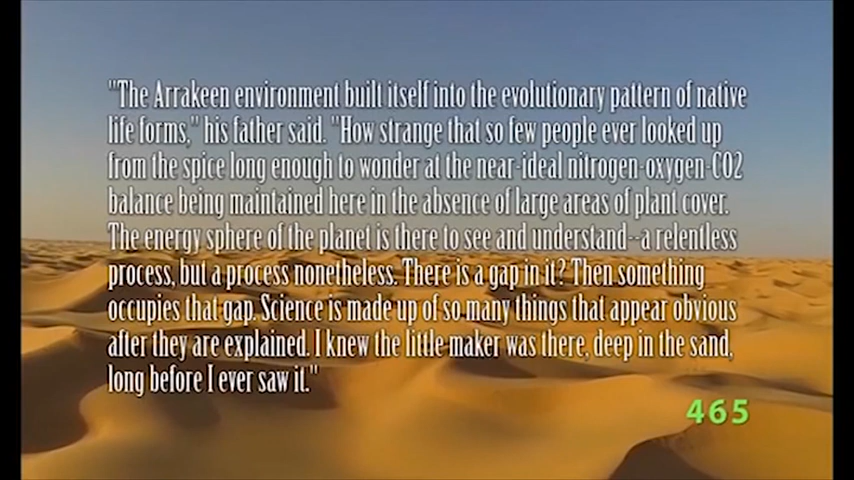 "The Arrakeen environment built itself into the evolutionary pattern of native
life forms," his father said. "How strange that so few people ever looked up
from the spice long enough to wonder at the near-ideal nitrogen-oxygen-CO2
balance being maintained here in the absence of large areas of plant cover.
The energy sphere of the planet is there to see and understand--a relentless
process, but a process nonetheless. There is a gap in it? Then something
occupies that gap. Science is made up of so many things that appear obvious
after they are explained. I knew the little maker was there, deep in the sand,
long before I ever saw it."
465